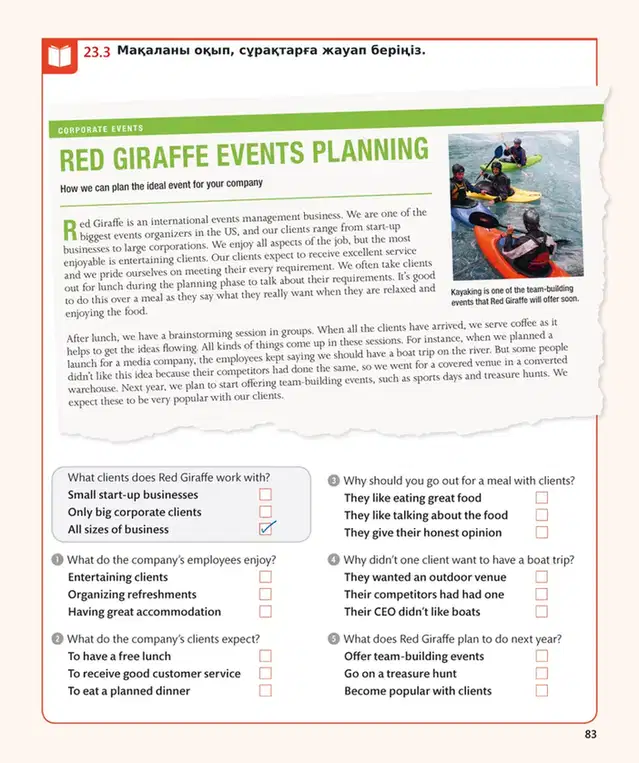 23.3 Мақаланы оқып, сұрақтарға жауап беріңіз.
CORPORATE EVENTS
RED GIRAFFE EVENTS PLANNING
How we can plan the ideal event for your company
Red Giraffe is an international events management business. We are one of the
biggest events organizers in the US, and our clients range from start-up
businesses to large corporations. We enjoy all aspects of the job, but the most
enjoyable is entertaining clients. Our clients expect to receive excellent service
and we pride ourselves on meeting their every requirement. We often take clients
out for lunch during the planning phase to talk about their requirements. It's good
to do this over a meal as they say what they really want when they are relaxed and
enjoying the food.
Kayaking is one of the team-building
events that Red Giraffe will offer soon.
After lunch, we have a brainstorming session in groups. When all the clients have arrived, we serve coffee as it
helps to get the ideas flowing. All kinds of things come up in these sessions. For instance, when we planned a
launch for a media company, the employees kept saying we should have a boat trip on the river. But some people
didn't like this idea because their competitors had done the same, so we went for a covered venue in a converted
warehouse. Next year, we plan to start offering team-building events, such as sports days and treasure hunts. We
expect these to be very popular with our clients.
What clients does Red Giraffe work with?
Small start-up businesses
Only big corporate clients
All sizes of business
1 What do the company's employees enjoy?
Entertaining clients
Organizing refreshments
Having great accommodation
2 What do the company's clients expect?
To have a free lunch
To receive good customer service
To eat a planned dinner
3 Why should you go out for a meal with clients?
They like eating great food
They like talking about the food
They give their honest opinion
4 Why didn't one client want to have a boat trip?
They wanted an outdoor venue
Their competitors had had one
Their CEO didn't like boats
5 What does Red Giraffe plan to do next year?
Offer team-building events
Go on a treasure hunt
Become popular with clients
83